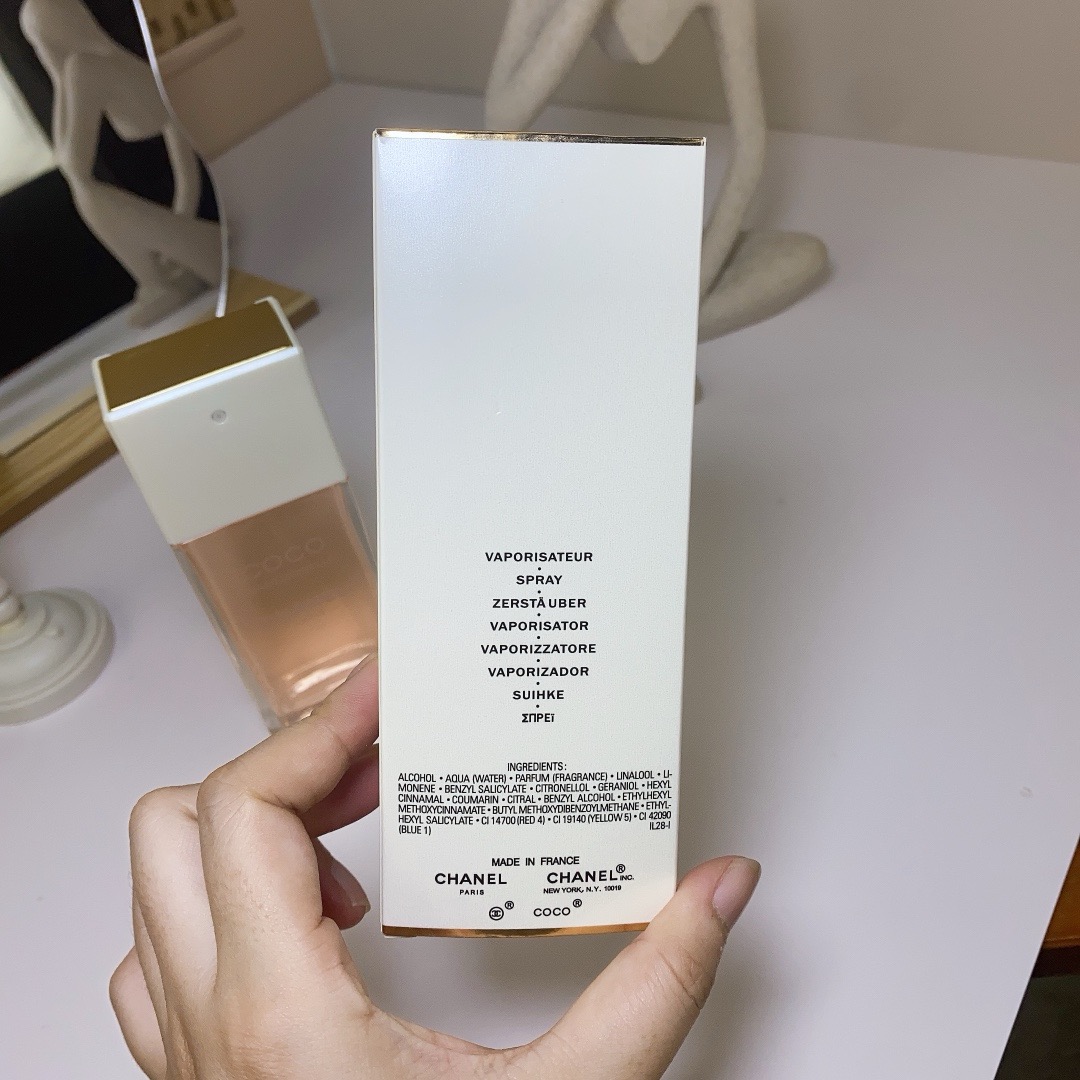 VAPORISATEUR
•
SPRAY
•
ZERSTÄUBER
•
VAPORISATOR
•
VAPORIZZATORE
•
VAPORIZADOR
•
SUIHKE
•
ΣΠΡΕϊ
INGREDIENTS:
ALCOHOL • AQUA (WATER) • PARFUM (FRAGRANCE) • LINALOOL • LI-
MONENE • BENZYL SALICYLATE • CITRONELLOL • GERANIOL • HEXYL
CINNAMAL • COUMARIN • CITRAL • BENZYL ALCOHOL • ETHYLHEXYL
METHOXYCINNAMATE • BUTYL METHOXYDIBENZOYLMETHANE • ETHYL-
HEXYL SALICYLATE • CI 14700 (RED 4) • CI 19140 (YELLOW 5) • CI 42090
(BLUE 1) IL28-I
MADE IN FRANCE
CHANEL CHANEL® INC.
PARIS NEW YORK, N.Y. 10019
® COCO®
COCO